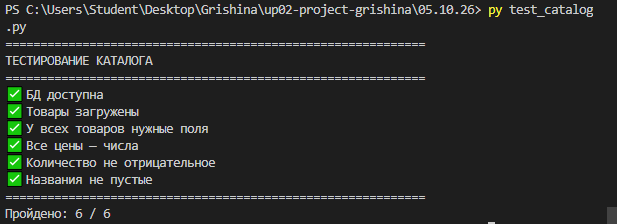 PS C:\Users\Student\Desktop\Grishina\up02-project-grishina\05.10.26> py test_catalog
.py
============================================================
ТЕСТИРОВАНИЕ КАТАЛОГА
============================================================
✅ БД доступна
✅ Товары загружены
✅ У всех товаров нужные поля
✅ Все цены — числа
✅ Количество не отрицательное
✅ Названия не пустые
============================================================
Пройдено: 6 / 6